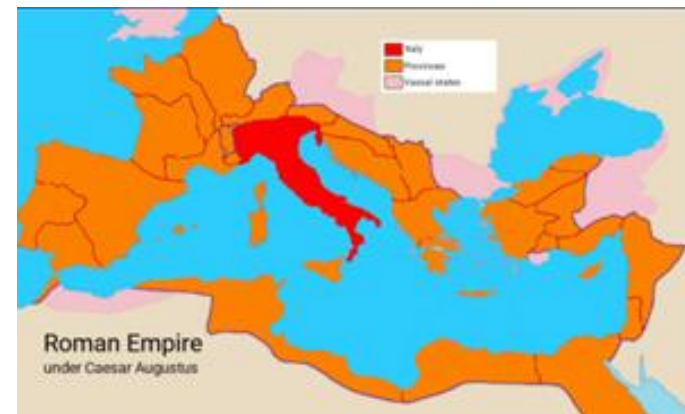 Italy
Provinces
Vassal states
Roman Empire
under Caesar Augustus